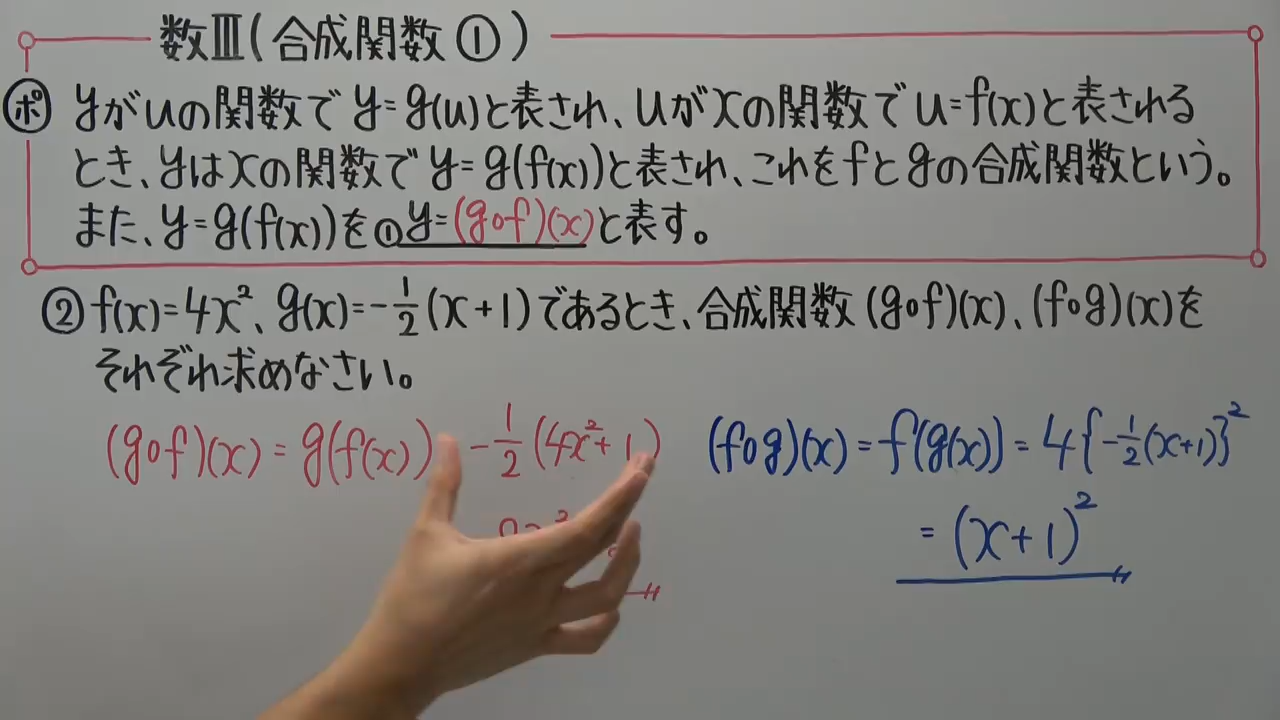 数Ⅲ(合成関数①)
ポ yがuの関数でy=g(u)と表され、uがxの関数でu=f(x)と表される
とき、yはxの関数でy=g(f(x))と表され、これをfとgの合成関数という。
また、y=g(f(x))を①y=(g∘f)(x)と表す。
② f(x)=4x²、g(x)=-1/2(x+1)であるとき、合成関数(g∘f)(x)、(f∘g)(x)を
それぞれ求めなさい。
(g∘f)(x)=g(f(x)) -1/2(4x²+1)
(f∘g)(x)=f(g(x))=4{-1/2(x+1)}²
=(x+1)²